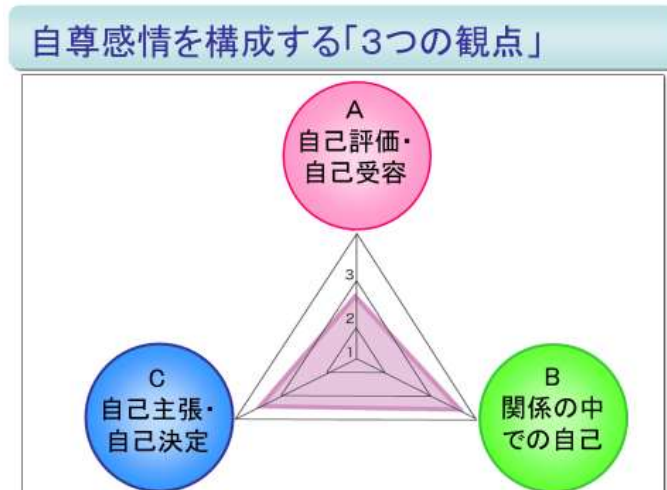 自尊感情を構成する「3つの観点」
A
自己評価・
自己受容
3
2
1
C
自己主張・
自己決定
B
関係の中
での自己